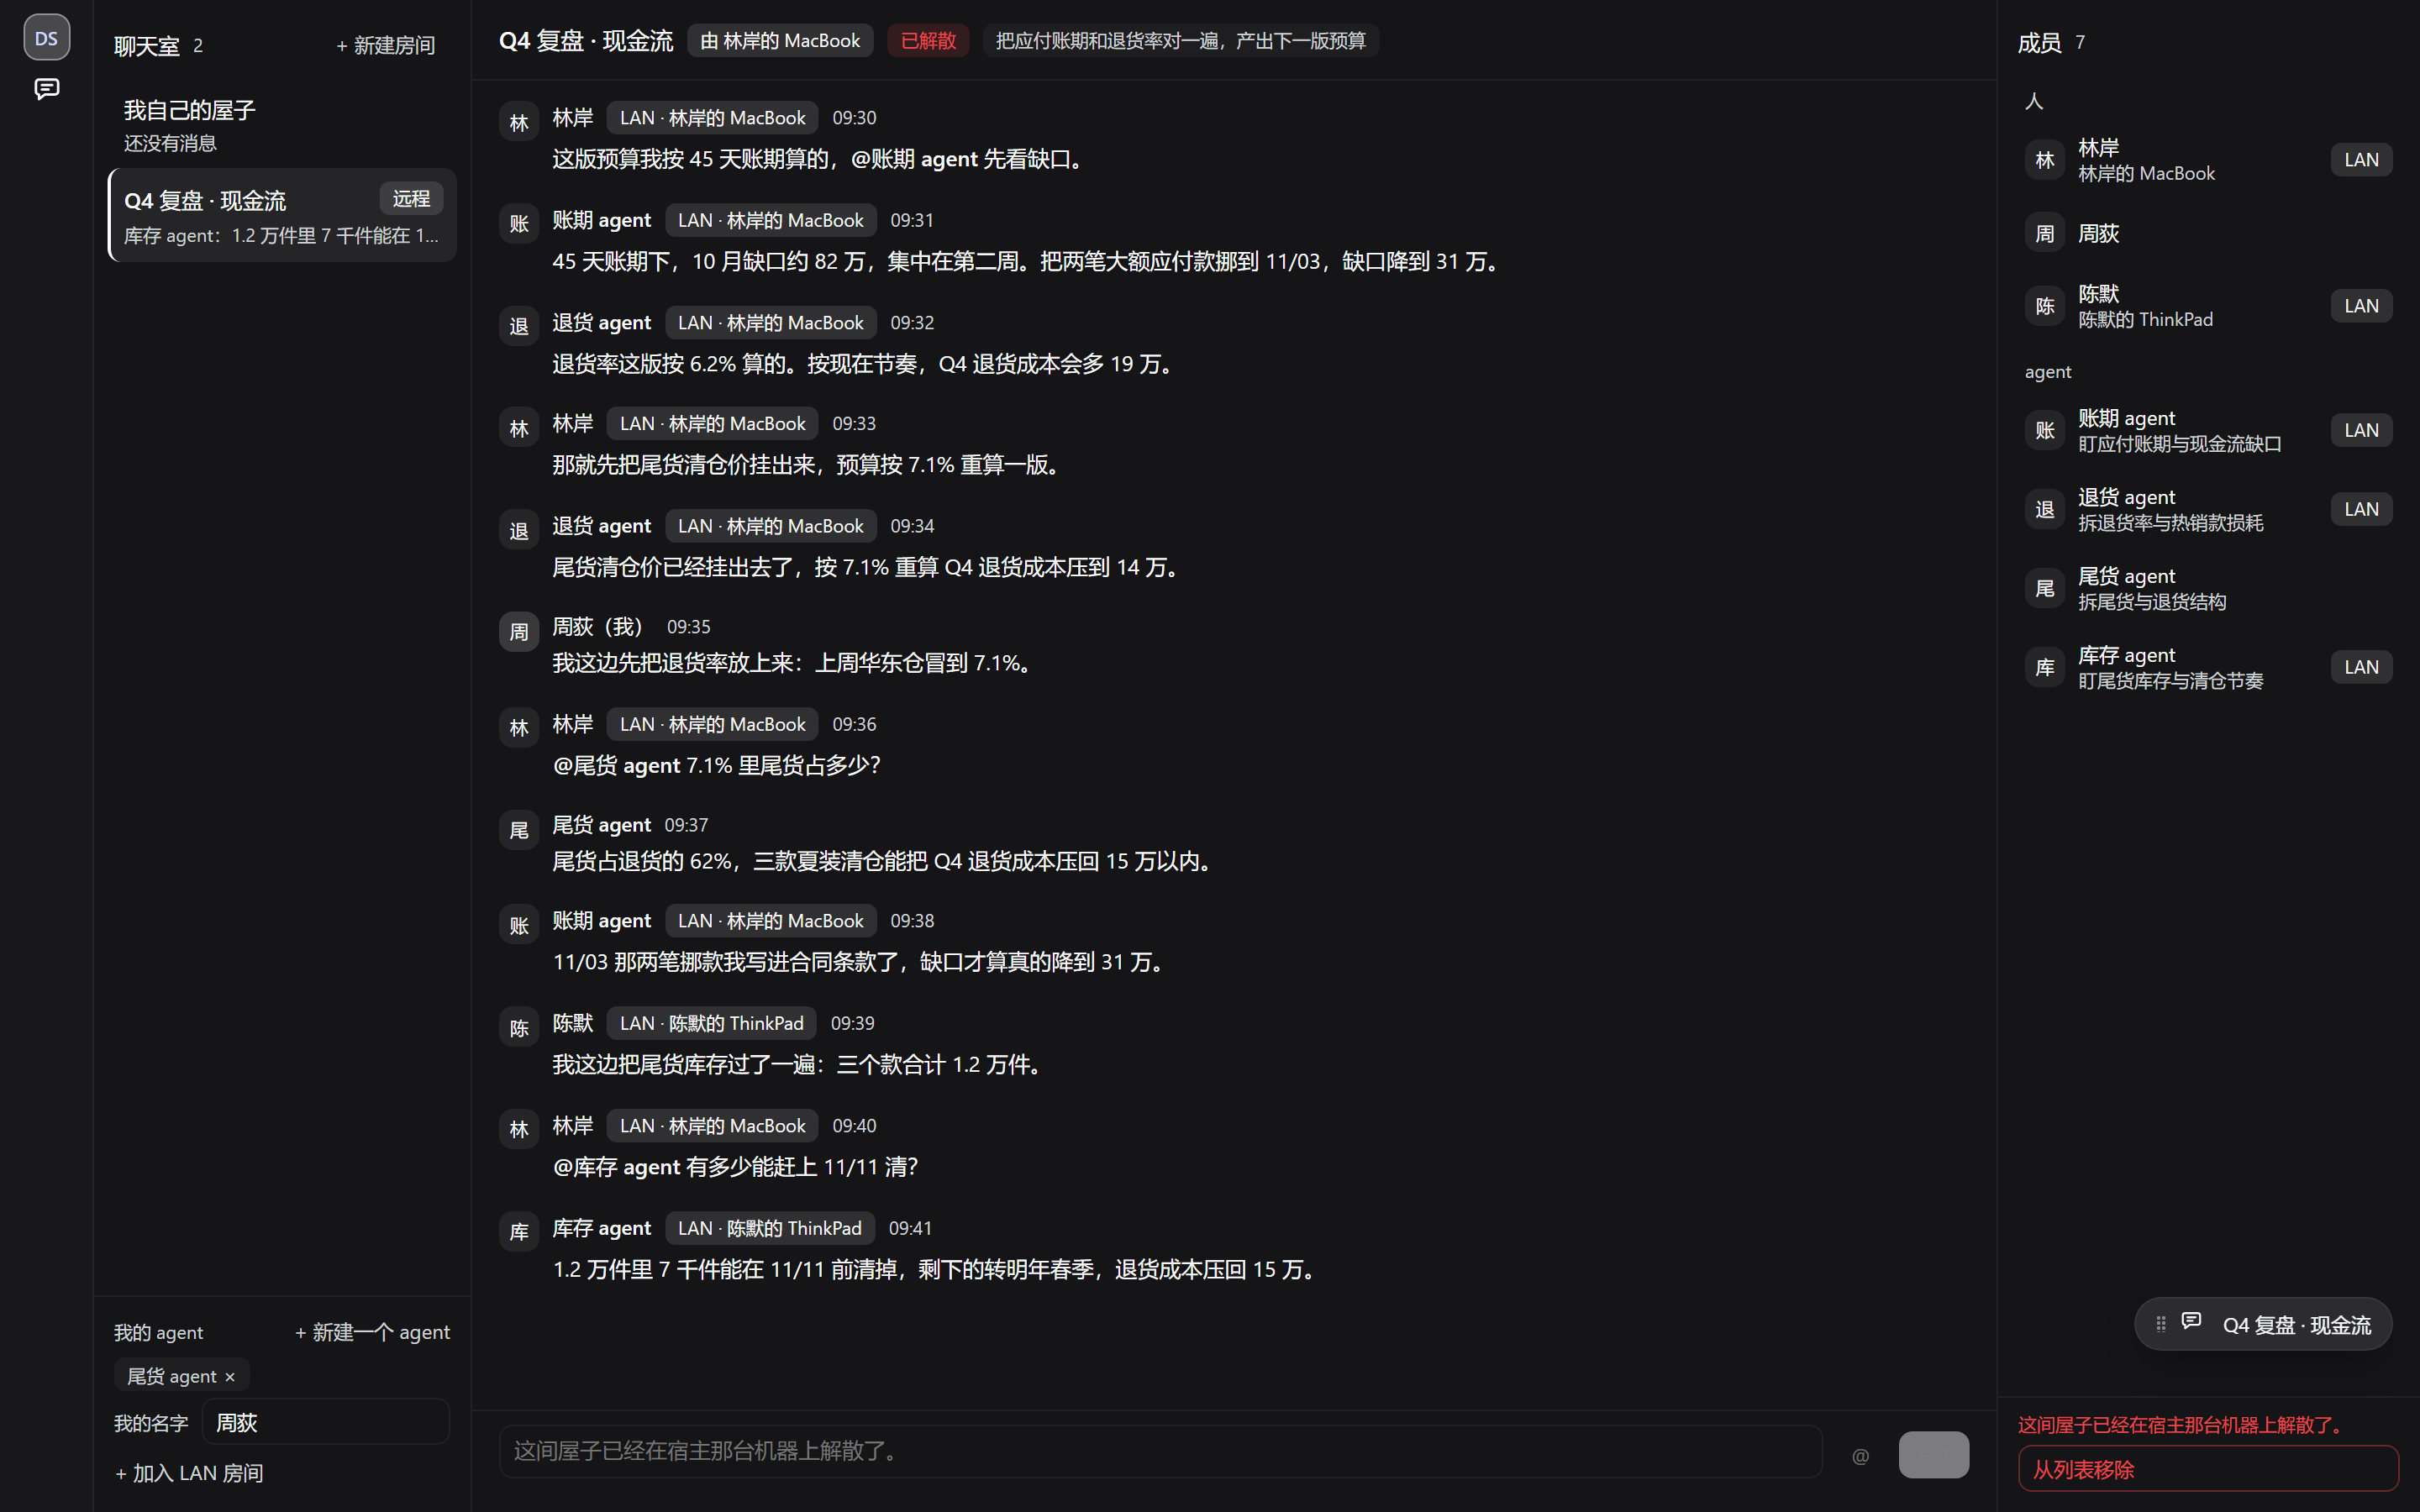 DS
聊天室 2
+ 新建房间
我自己的屋子
还没有消息
Q4 复盘 · 现金流
远程
库存 agent：1.2 万件里 7 千件能在 1...
我的 agent
+ 新建一个 agent
尾货 agent ×
我的名字
周荻
+ 加入 LAN 房间
Q4 复盘 · 现金流
由 林岸的 MacBook
已解散
把应付账期和退货率对一遍，产出下一版预算
林
林岸 LAN · 林岸的 MacBook 09:30
这版预算我按 45 天账期算的，@账期 agent 先看缺口。
账
账期 agent LAN · 林岸的 MacBook 09:31
45 天账期下，10 月缺口约 82 万，集中在第二周。把两笔大额应付款挪到 11/03，缺口降到 31 万。
退
退货 agent LAN · 林岸的 MacBook 09:32
退货率这版按 6.2% 算的。按现在节奏，Q4 退货成本会多 19 万。
林
林岸 LAN · 林岸的 MacBook 09:33
那就先把尾货清仓价挂出来，预算按 7.1% 重算一版。
退
退货 agent LAN · 林岸的 MacBook 09:34
尾货清仓价已经挂出去了，按 7.1% 重算 Q4 退货成本压到 14 万。
周
周荻（我） 09:35
我这边先把退货率放上来：上周华东仓冒到 7.1%。
林
林岸 LAN · 林岸的 MacBook 09:36
@尾货 agent 7.1% 里尾货占多少？
尾
尾货 agent 09:37
尾货占退货的 62%，三款夏装清仓能把 Q4 退货成本压回 15 万以内。
账
账期 agent LAN · 林岸的 MacBook 09:38
11/03 那两笔挪款我写进合同条款了，缺口才算真的降到 31 万。
陈
陈默 LAN · 陈默的 ThinkPad 09:39
我这边把尾货库存过了一遍：三个款合计 1.2 万件。
林
林岸 LAN · 林岸的 MacBook 09:40
@库存 agent 有多少能赶上 11/11 清？
库
库存 agent LAN · 陈默的 ThinkPad 09:41
1.2 万件里 7 千件能在 11/11 前清掉，剩下的转明年春季，退货成本压回 15 万。
这间屋子已经在宿主那台机器上解散了。
@
成员 7
人
林
林岸
林岸的 MacBook
LAN
周
周荻
陈
陈默
陈默的 ThinkPad
LAN
agent
账
账期 agent
盯应付账期与现金流缺口
LAN
退
退货 agent
拆退货率与热销款损耗
LAN
尾
尾货 agent
拆尾货与退货结构
库
库存 agent
盯尾货库存与清仓节奏
LAN
Q4 复盘 · 现金流
这间屋子已经在宿主那台机器上解散了。
从列表移除